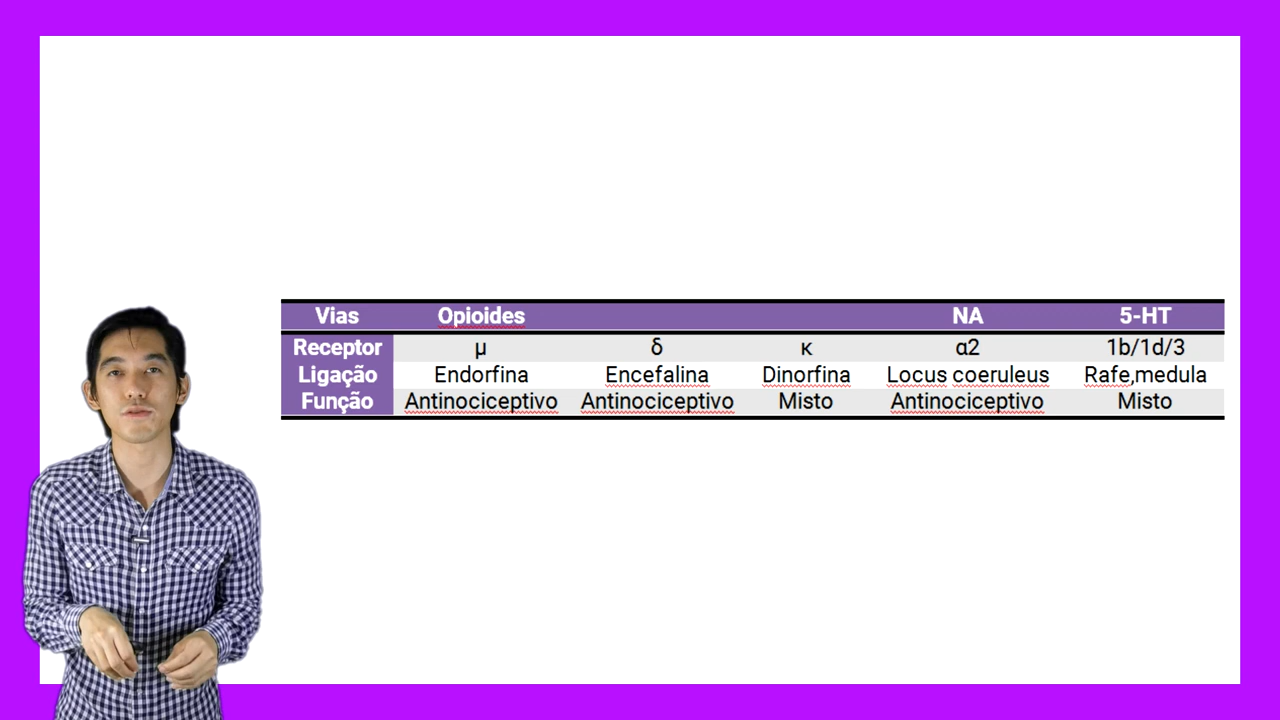 Vias Opioides NA 5-HT
Receptor μ δ κ α2 1b/1d/3
Ligação Endorfina Encefalina Dinorfina Locus coeruleus Rafe,medula
Função Antinociceptivo Antinociceptivo Misto Antinociceptivo Misto